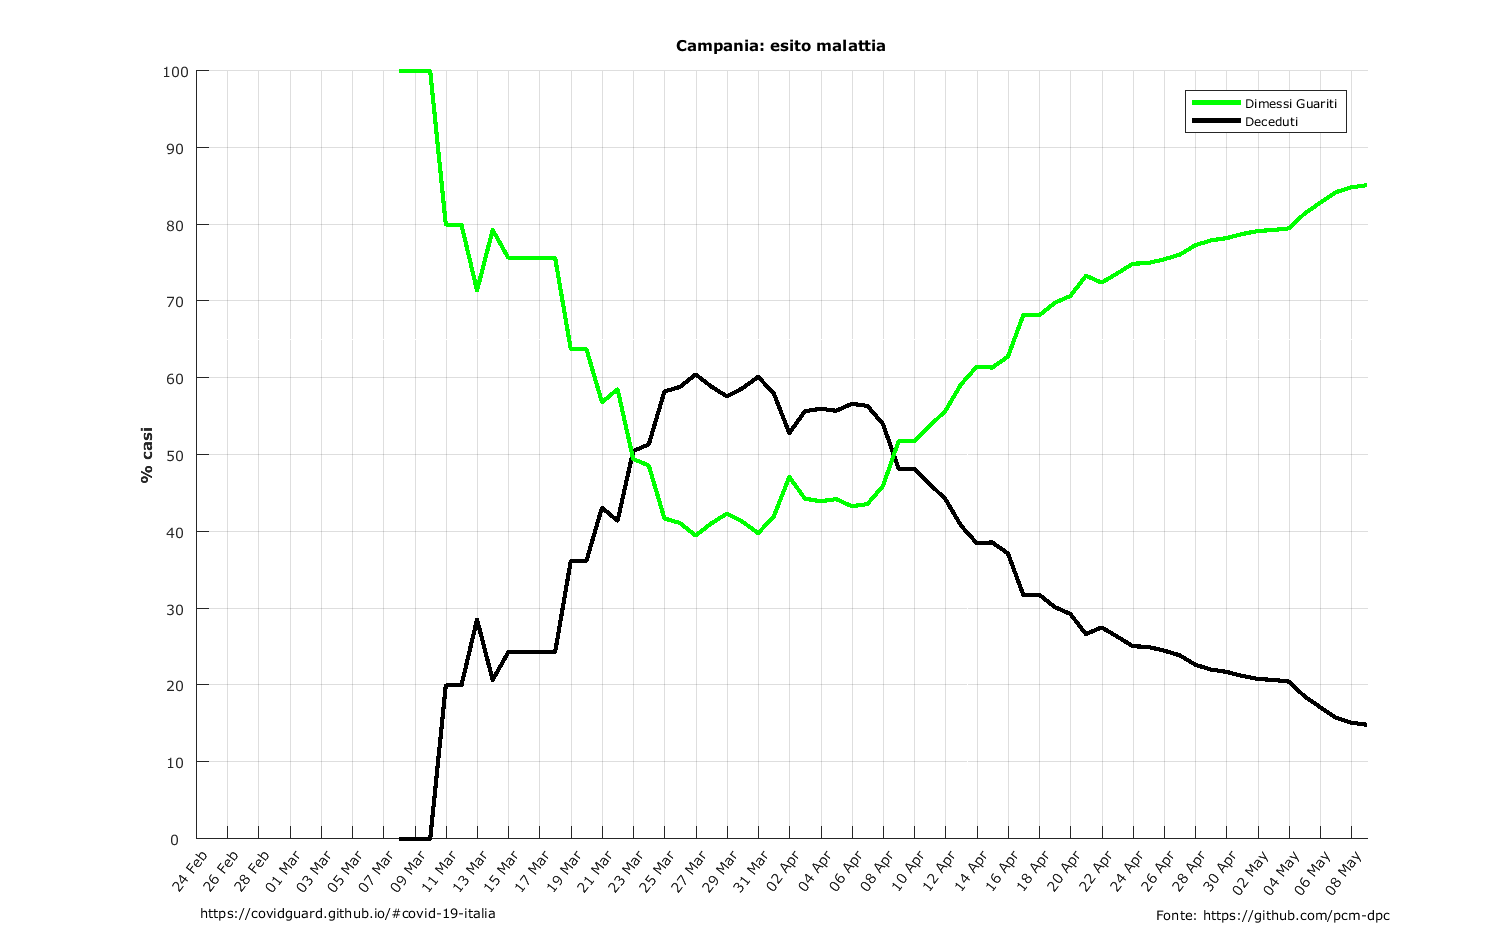 Campania: esito malattia
Dimessi Guariti
Deceduti
% casi
100
90
80
70
60
50
40
30
20
10
0
24 Feb
26 Feb
28 Feb
01 Mar
03 Mar
05 Mar
07 Mar
09 Mar
11 Mar
13 Mar
15 Mar
17 Mar
19 Mar
21 Mar
23 Mar
25 Mar
27 Mar
29 Mar
31 Mar
02 Apr
04 Apr
06 Apr
08 Apr
10 Apr
12 Apr
14 Apr
16 Apr
18 Apr
20 Apr
22 Apr
24 Apr
26 Apr
28 Apr
30 Apr
02 May
04 May
06 May
08 May
https://covidguard.github.io/#covid-19-italia
Fonte: https://github.com/pcm-dpc